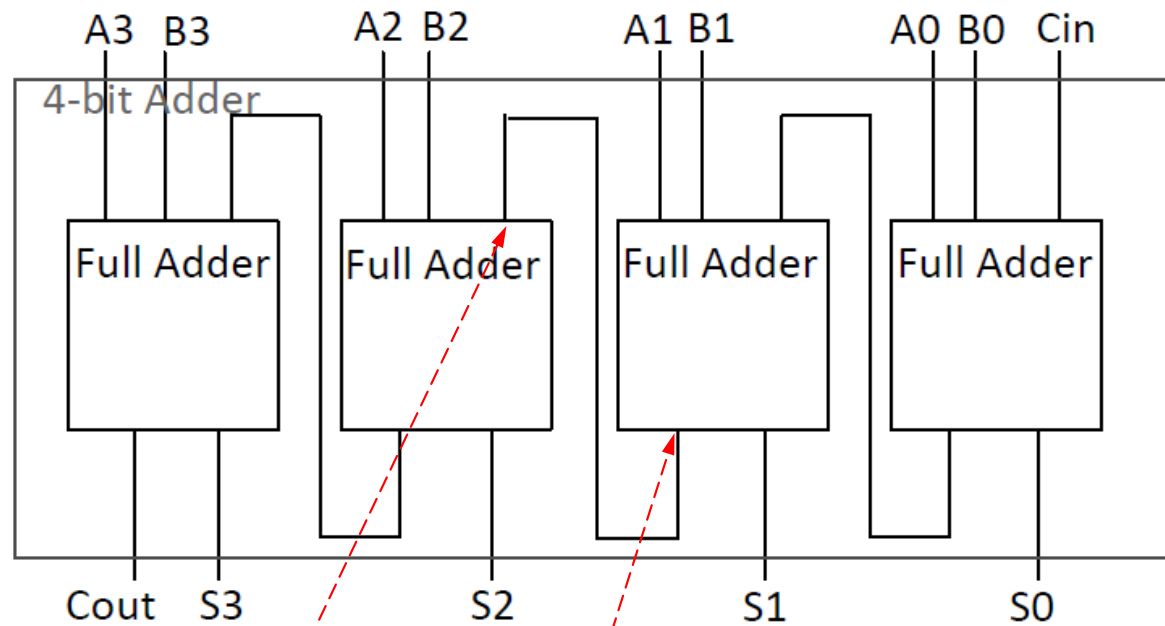 A3 B3 A2 B2 A1 B1 A0 B0 Cin
4-bit Adder
Full Adder Full Adder Full Adder Full Adder
Cout S3 S2 S1 S0